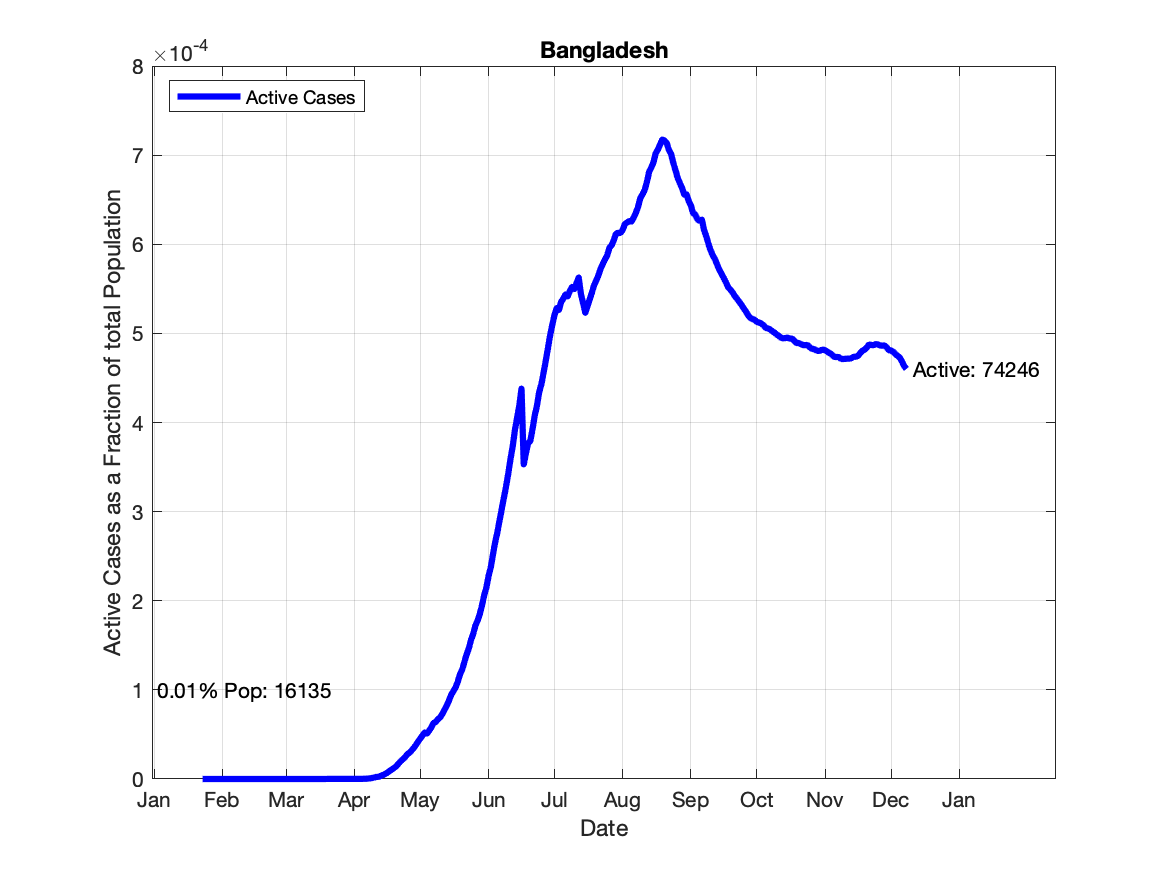 Bangladesh
×10-4
Active Cases
8
7
6
5
4
3
2
1
0
Active Cases as a Fraction of total Population
0.01% Pop: 16135
Active: 74246
Jan Feb Mar Apr May Jun Jul Aug Sep Oct Nov Dec Jan
Date